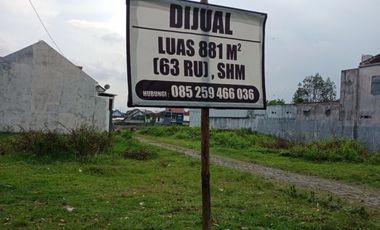 DIJUAL
LUAS 881 M²
(63 RU) , SHM
HUBUNGI : 085 259 466 036